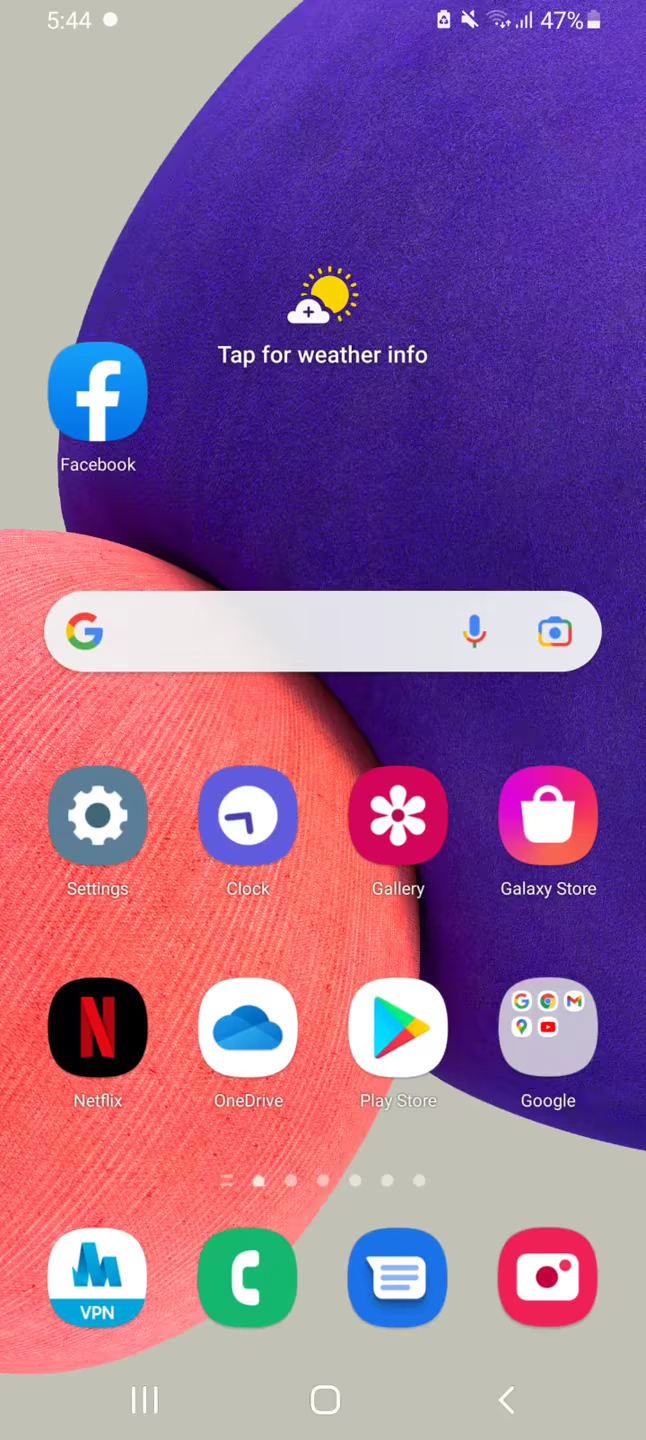 5:44
47%
Tap for weather info
Facebook
Settings
Clock
Gallery
Galaxy Store
Netflix
OneDrive
Play Store
Google
VPN